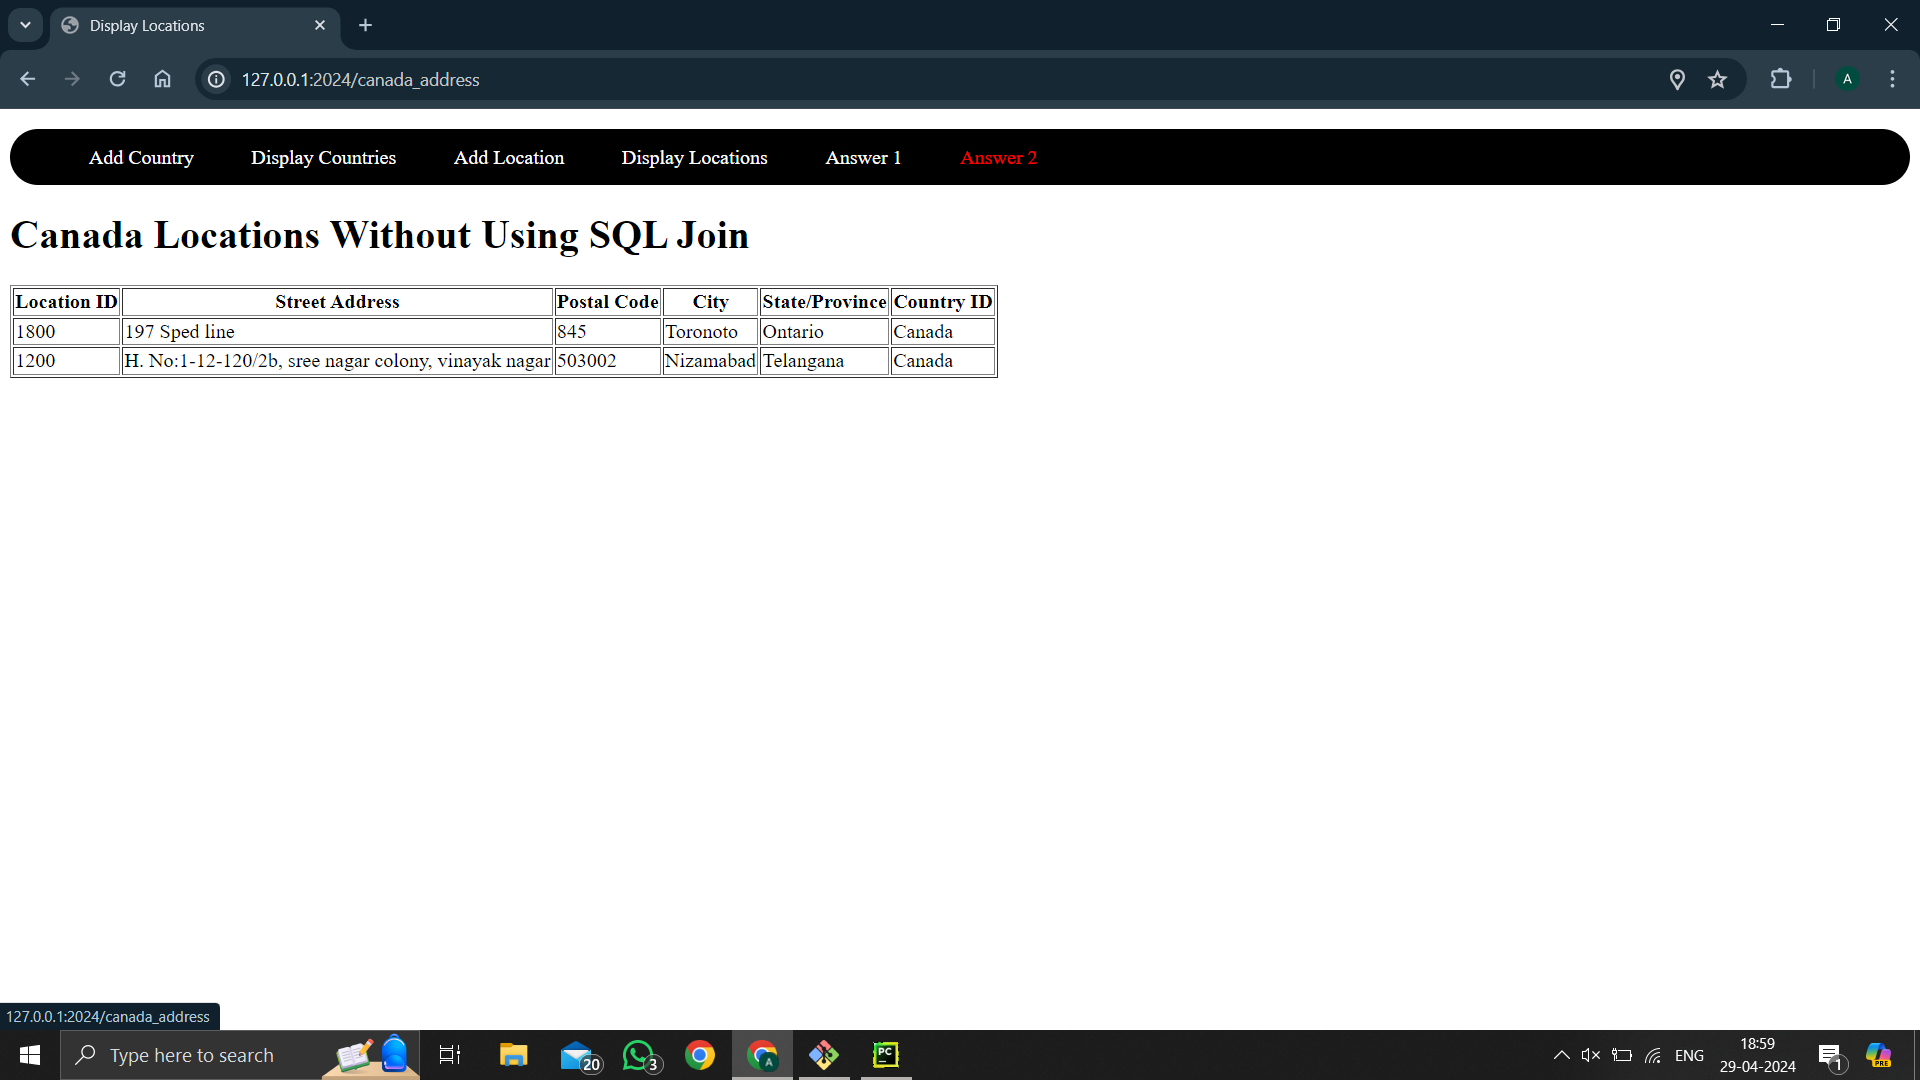 Display Locations
127.0.0.1:2024/canada_address
A
Add Country Display Countries Add Location Display Locations Answer 1 Answer 2
Canada Locations Without Using SQL Join
Location ID Street Address Postal Code City State/Province Country ID
1800 197 Sped line 845 Toronoto Ontario Canada
1200 H. No:1-12-120/2b, sree nagar colony, vinayak nagar 503002 Nizamabad Telangana Canada
127.0.0.1:2024/canada_address
Type here to search
20
3
A
PC
ENG
18:59
29-04-2024
1
PRE